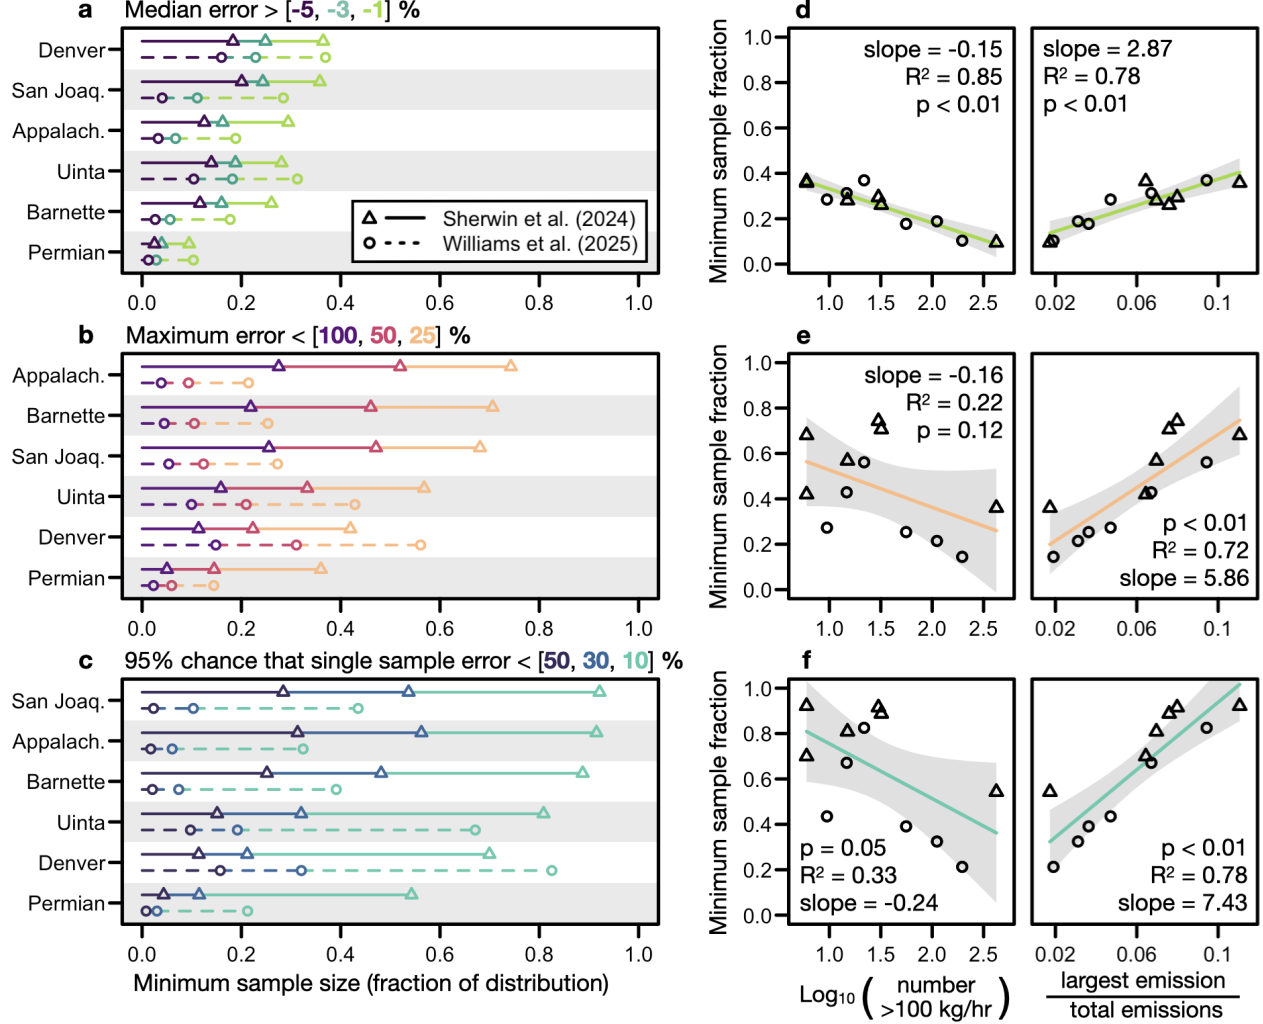 a Median error > [-5, -3, -1] %
Denver
San Joaq.
Appalach.
Uinta
Barnette
Permian
Sherwin et al. (2024)
Williams et al. (2025)
0.0 0.2 0.4 0.6 0.8 1.0
b Maximum error < [100, 50, 25] %
Appalach.
Barnette
San Joaq.
Uinta
Denver
Permian
0.0 0.2 0.4 0.6 0.8 1.0
c 95% chance that single sample error < [50, 30, 10] %
San Joaq.
Appalach.
Barnette
Uinta
Denver
Permian
0.0 0.2 0.4 0.6 0.8 1.0
Minimum sample size (fraction of distribution)
d
Minimum sample fraction
1.0
0.8
0.6
0.4
0.2
0.0
slope = -0.15
R² = 0.85
p < 0.01
1.0 1.5 2.0 2.5
slope = 2.87
R² = 0.78
p < 0.01
0.02 0.06 0.1
e
Minimum sample fraction
1.0
0.8
0.6
0.4
0.2
0.0
slope = -0.16
R² = 0.22
p = 0.12
1.0 1.5 2.0 2.5
p < 0.01
R² = 0.72
slope = 5.86
0.02 0.06 0.1
f
Minimum sample fraction
1.0
0.8
0.6
0.4
0.2
0.0
p = 0.05
R² = 0.33
slope = -0.24
1.0 1.5 2.0 2.5
Log₁₀ ( number
>100 kg/hr )
p < 0.01
R² = 0.78
slope = 7.43
0.02 0.06 0.1
largest emission
total emissions